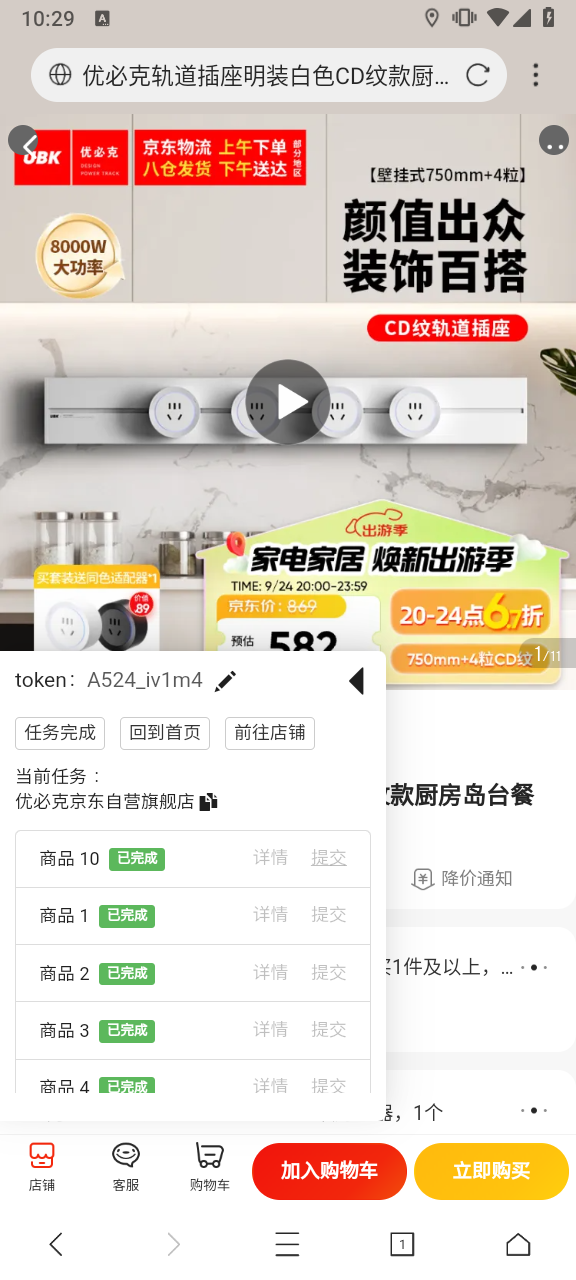 10:29
优必克轨道插座明装白色CD纹款厨...
UBK 优必克
DESIGN
POWER TRACK
京东物流 上午下单
八仓发货 下午送达
部分地区
【壁挂式750mm+4粒】
颜值出众
装饰百搭
8000W
大功率
CD纹轨道插座
出游季
家电家居 焕新出游季
买套装送同色适配器*1
价值
89
TIME: 9/24 20:00-23:59
京东价: 869
20-24点6.7折
预估
582
750mm+4粒CD纹
1/11
token: A524_iv1m4
任务完成 回到首页 前往店铺
当前任务：
优必克京东自营旗舰店
款厨房岛台餐
商品 10 已完成 详情 提交
降价通知
商品 1 已完成 详情 提交
商品 2 已完成 详情 提交
买1件及以上，...
商品 3 已完成 详情 提交
商品 4 已完成 详情 提交
器，1个
店铺 客服 购物车 加入购物车 立即购买
1